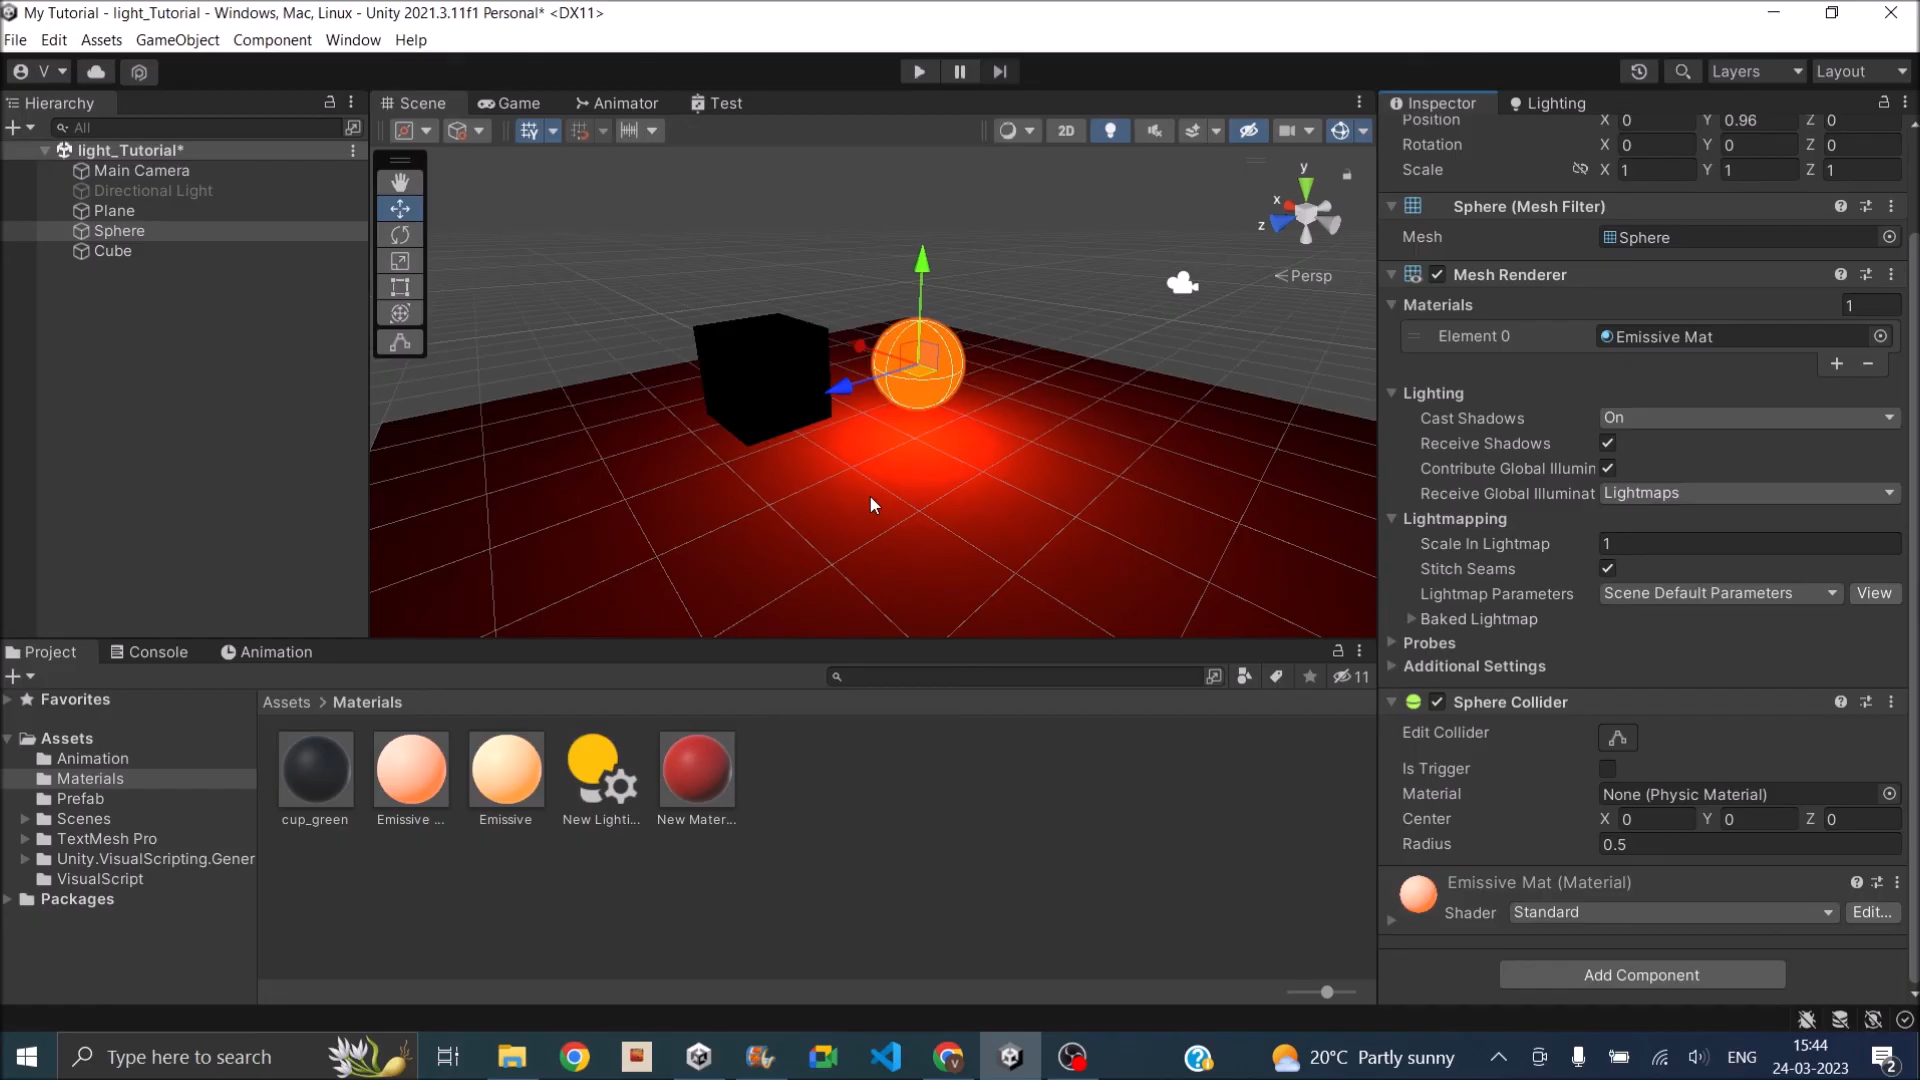 My Tutorial - light_Tutorial - Windows, Mac, Linux - Unity 2021.3.11f1 Personal* <DX11>
File Edit Assets GameObject Component Window Help
V Layers Layout
Hierarchy
Scene Game Animator Test
Inspector Lighting
All
2D
light_Tutorial*
Main Camera
Directional Light
Plane
Sphere
Cube
y
x
z
Persp
Position X 0 Y 0.96 Z 0
Rotation X 0 Y 0 Z 0
Scale X 1 Y 1 Z 1
Sphere (Mesh Filter)
Mesh Sphere
Mesh Renderer
Materials 1
Element 0 Emissive Mat
Lighting
Cast Shadows On
Receive Shadows
Contribute Global Illumin
Receive Global Illuminat Lightmaps
Lightmapping
Scale In Lightmap 1
Stitch Seams
Lightmap Parameters Scene Default Parameters View
Baked Lightmap
Probes
Additional Settings
Sphere Collider
Edit Collider
Is Trigger
Material None (Physic Material)
Center X 0 Y 0 Z 0
Radius 0.5
Emissive Mat (Material)
Shader Standard Edit...
Add Component
Project Console Animation
11
Favorites
Assets
Animation
Materials
Prefab
Scenes
TextMesh Pro
Unity.VisualScripting.Gener
VisualScript
Packages
Assets > Materials
cup_green Emissive ... Emissive New Lighti... New Mater...
Type here to search
20°C Partly sunny
ENG
15:44
24-03-2023
2